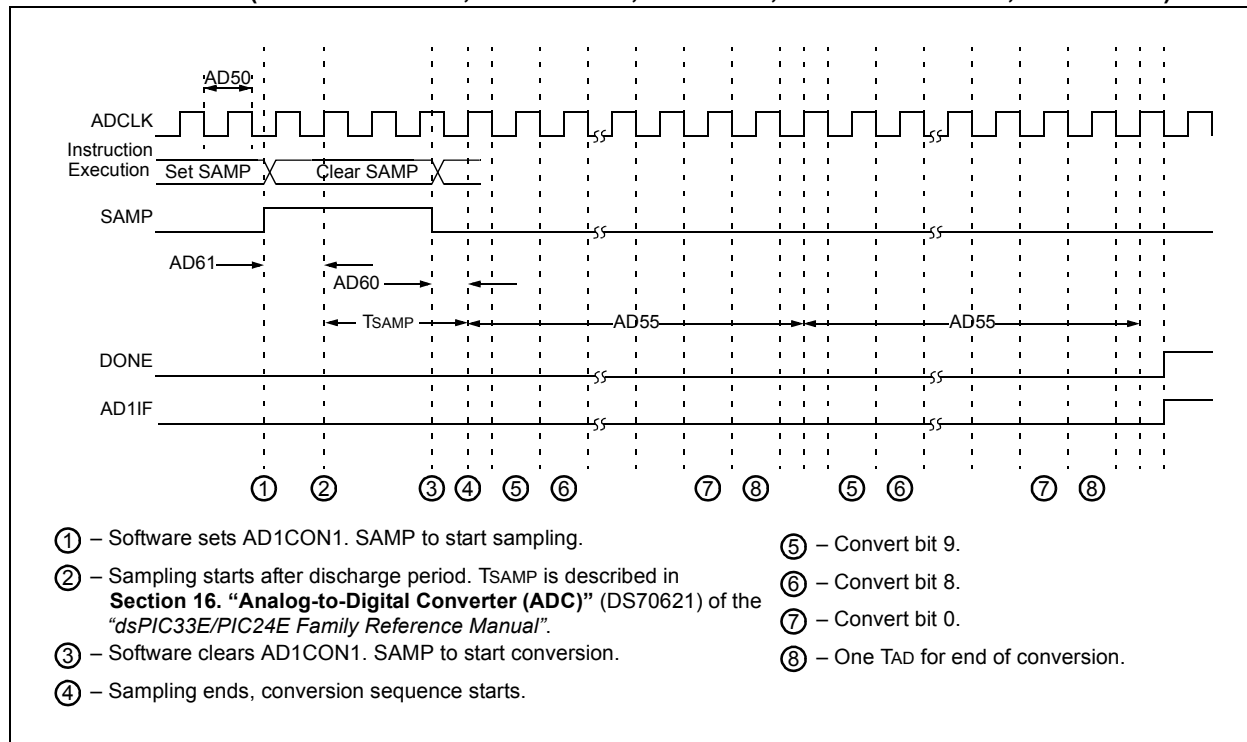 AD50
ADCLK
Instruction
Execution
Set SAMP
Clear SAMP
SAMP
AD61
AD60
TSAMP
AD55
AD55
DONE
AD1IF
1 2 3 4 5 6 7 8 5 6 7 8
1 – Software sets AD1CON1. SAMP to start sampling.
2 – Sampling starts after discharge period. TSAMP is described in
Section 16. “Analog-to-Digital Converter (ADC)” (DS70621) of the
“dsPIC33E/PIC24E Family Reference Manual”.
3 – Software clears AD1CON1. SAMP to start conversion.
4 – Sampling ends, conversion sequence starts.
5 – Convert bit 9.
6 – Convert bit 8.
7 – Convert bit 0.
8 – One TAD for end of conversion.